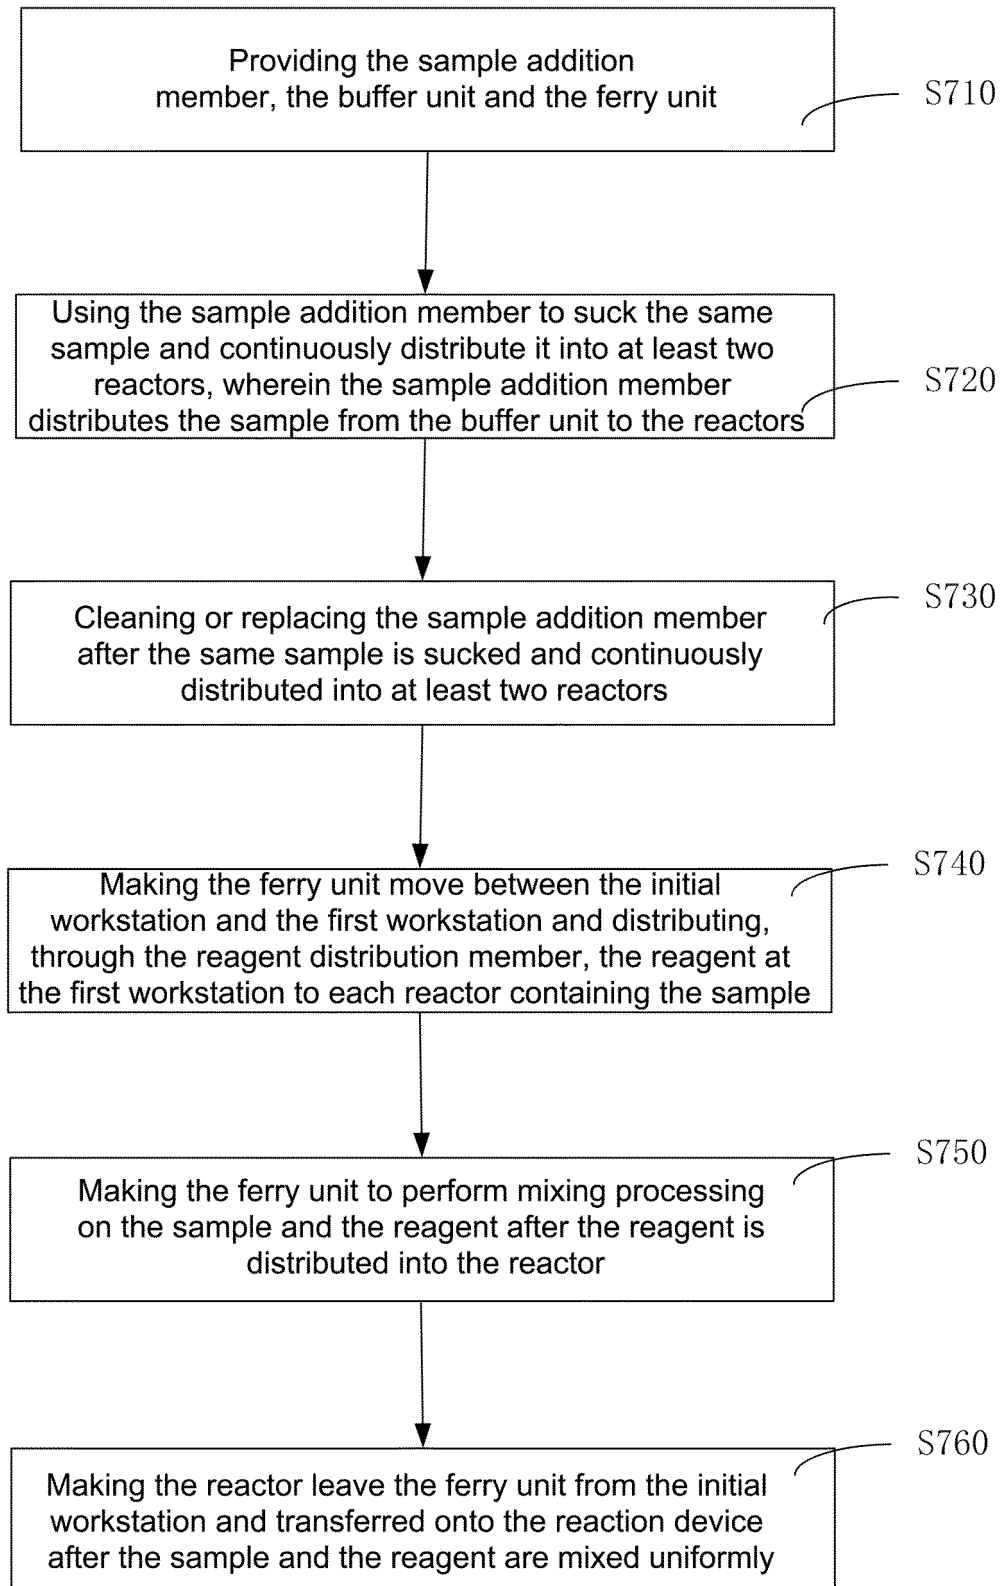 Providing the sample addition
member, the buffer unit and the ferry unit
S710
Using the sample addition member to suck the same
sample and continuously distribute it into at least two
reactors, wherein the sample addition member
distributes the sample from the buffer unit to the reactors
S720
Cleaning or replacing the sample addition member
after the same sample is sucked and continuously
distributed into at least two reactors
S730
Making the ferry unit move between the initial
workstation and the first workstation and distributing,
through the reagent distribution member, the reagent at
the first workstation to each reactor containing the sample
S740
Making the ferry unit to perform mixing processing
on the sample and the reagent after the reagent is
distributed into the reactor
S750
Making the reactor leave the ferry unit from the initial
workstation and transferred onto the reaction device
after the sample and the reagent are mixed uniformly
S760